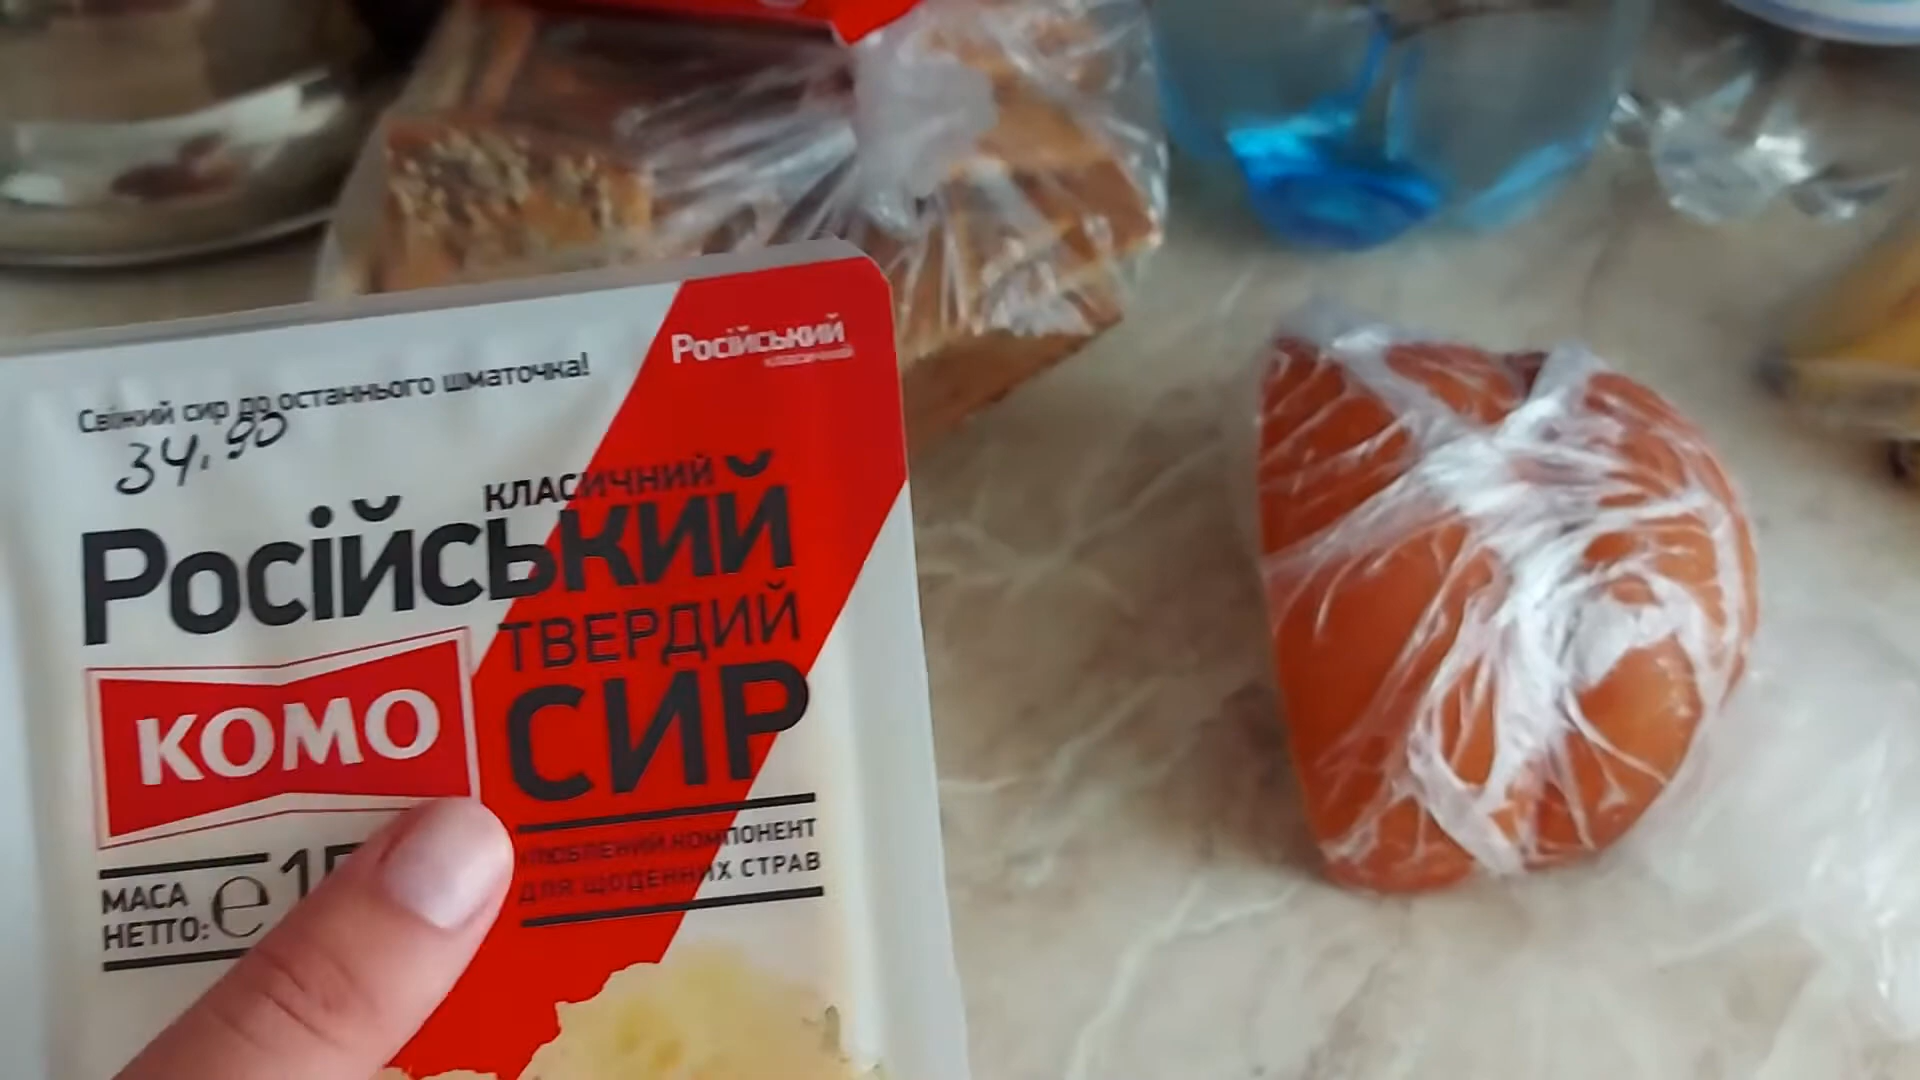 Російський
класичний
Свіжий сир до останнього шматочка!
34,90
КЛАСИЧНИЙ
Російський
ТВЕРДИЙ
СИР
КОМО
УЛЮБЛЕНИЙ КОМПОНЕНТ
ДЛЯ ЩОДЕННИХ СТРАВ
МАСА
НЕТТО: e